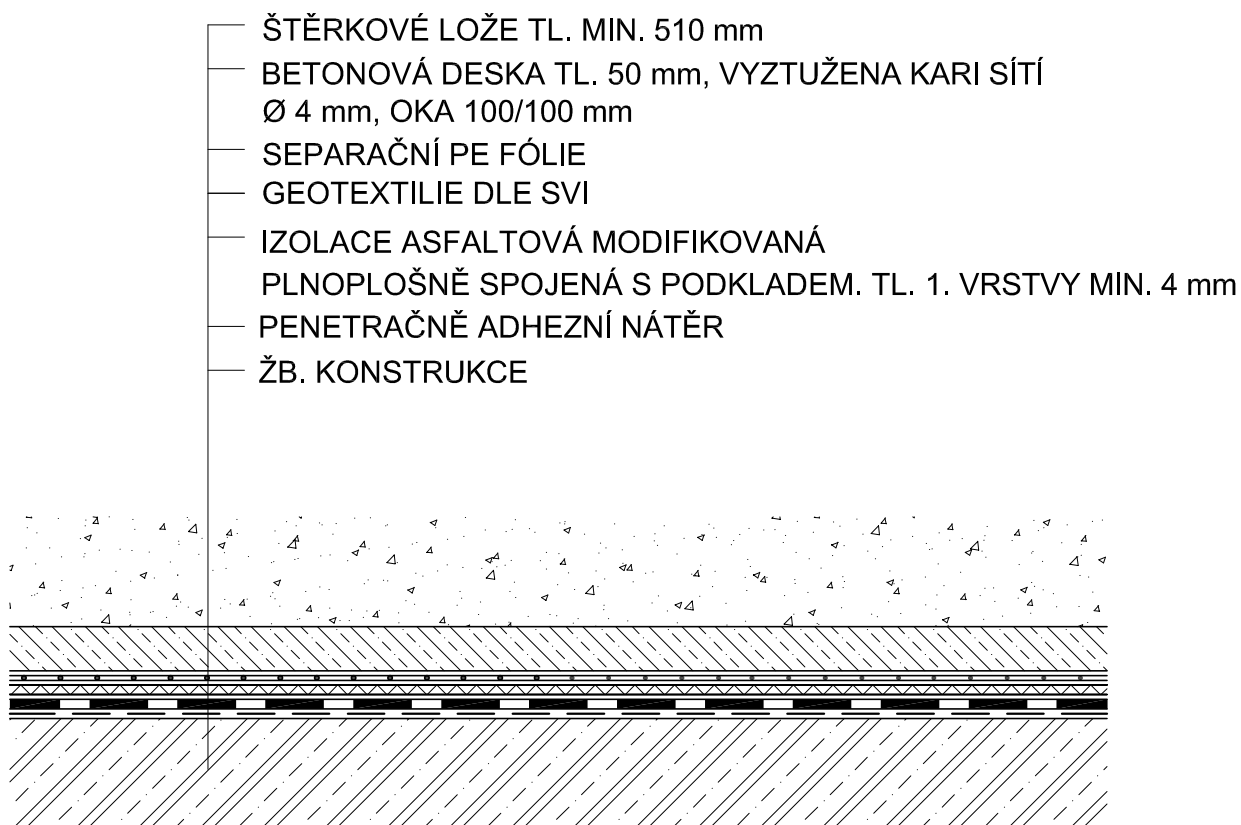 ŠTĚRKOVÉ LOŽE TL. MIN. 510 mm
BETONOVÁ DESKA TL. 50 mm, VYZTUŽENA KARI SÍTÍ
Ø 4 mm, OKA 100/100 mm
SEPARAČNÍ PE FÓLIE
GEOTEXTILIE DLE SVI
IZOLACE ASFALTOVÁ MODIFIKOVANÁ
PLNOPLOŠNĚ SPOJENÁ S PODKLADEM. TL. 1. VRSTVY MIN. 4 mm
PENETRAČNĚ ADHEZNÍ NÁTĚR
ŽB. KONSTRUKCE